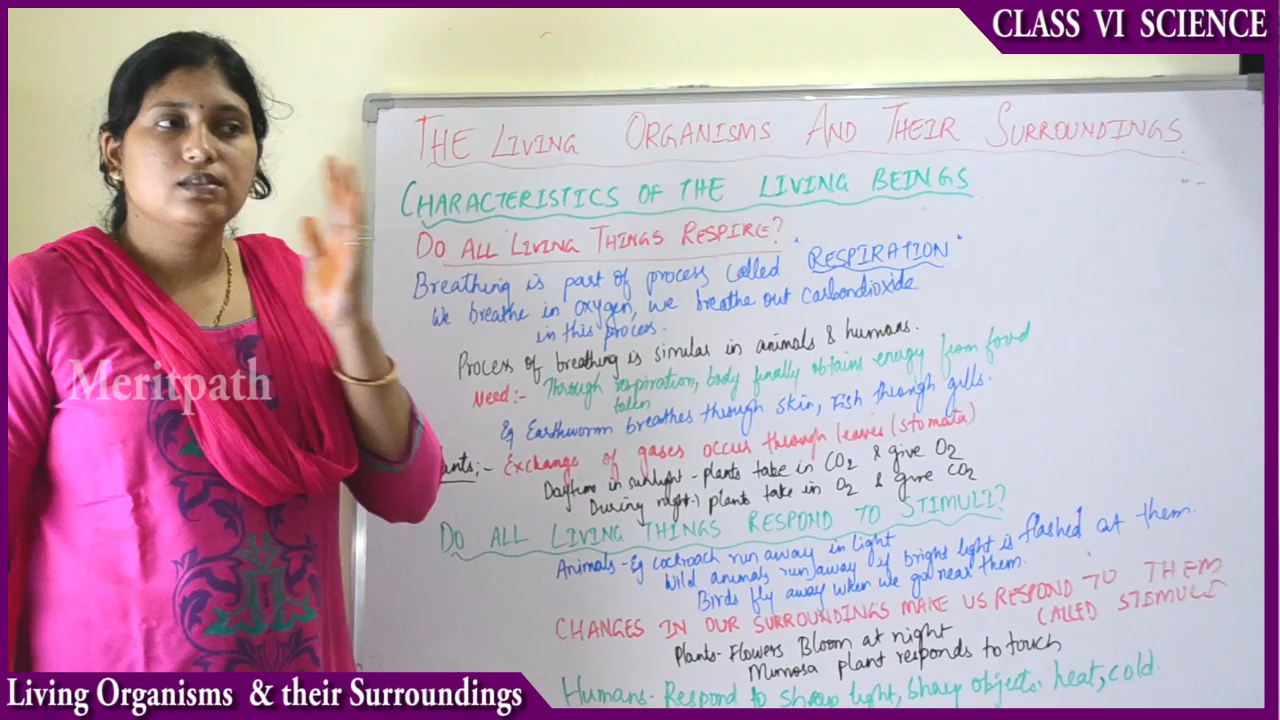 CLASS VI SCIENCE
THE LIVING ORGANISMS AND THEIR SURROUNDINGS.
CHARACTERISTICS OF THE LIVING BEINGS
DO ALL LIVING THINGS RESPIRE?
Breathing is part of process called "RESPIRATION"
We breathe in oxygen, we breathe out Carbondioxide
in this process.
Process of breathing is similar in animals & humans.
Need:- Through respiration, body finally obtains energy from food
taken
Eg Earthworm breathes through skin, Fish through gills.
ants:- Exchange of gases occur through leaves (stomata)
Daytime in sunlight - plants take in CO2 & give O2
During night) plants take in O2 & give CO2
DO ALL LIVING THINGS RESPOND TO STIMULI?
Animals - Eg cockroach run away in light
Wild animals run away if bright light is flashed at them.
Birds fly away when we go near them.
CHANGES IN OUR SURROUNDINGS MAKE US RESPOND TO THEM
CALLED STIMULI
Plants - Flowers Bloom at night
Mimosa plant responds to touch
Humans - Respond to sharp light, sharp objects. heat, cold.
Meritpath
Living Organisms & their Surroundings